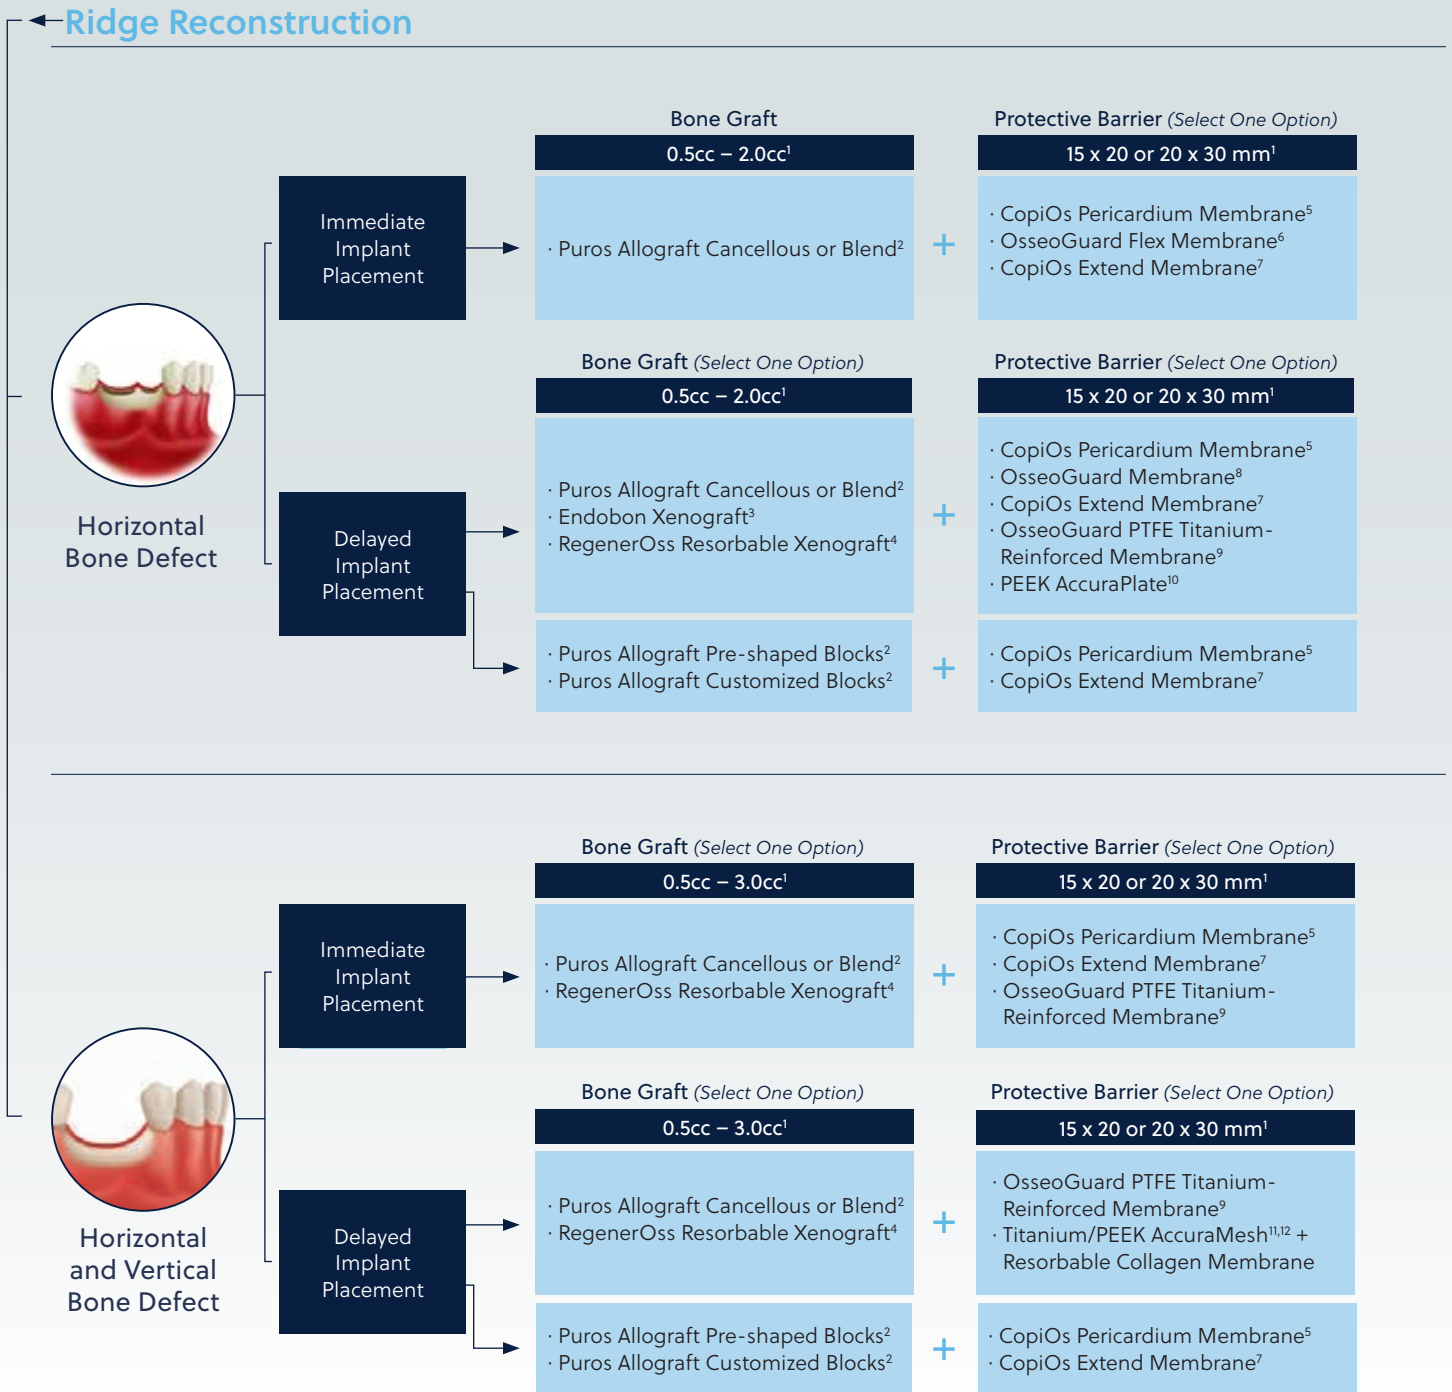 Ridge Reconstruction
Bone Graft
0.5cc – 2.0cc¹
Protective Barrier (Select One Option)
15 x 20 or 20 x 30 mm¹
Immediate
Implant
Placement
· Puros Allograft Cancellous or Blend²
+
· CopiOs Pericardium Membrane⁵
· OsseoGuard Flex Membrane⁶
· CopiOs Extend Membrane⁷
Horizontal
Bone Defect
Bone Graft (Select One Option)
0.5cc – 2.0cc¹
Protective Barrier (Select One Option)
15 x 20 or 20 x 30 mm¹
Delayed
Implant
Placement
· Puros Allograft Cancellous or Blend²
· Endobon Xenograft³
· RegenerOss Resorbable Xenograft⁴
+
· CopiOs Pericardium Membrane⁵
· OsseoGuard Membrane⁸
· CopiOs Extend Membrane⁷
· OsseoGuard PTFE Titanium-
Reinforced Membrane⁹
· PEEK AccuraPlate¹⁰
· Puros Allograft Pre-shaped Blocks²
· Puros Allograft Customized Blocks²
+
· CopiOs Pericardium Membrane⁵
· CopiOs Extend Membrane⁷
Bone Graft (Select One Option)
0.5cc – 3.0cc¹
Protective Barrier (Select One Option)
15 x 20 or 20 x 30 mm¹
Immediate
Implant
Placement
· Puros Allograft Cancellous or Blend²
· RegenerOss Resorbable Xenograft⁴
+
· CopiOs Pericardium Membrane⁵
· CopiOs Extend Membrane⁷
· OsseoGuard PTFE Titanium-
Reinforced Membrane⁹
Horizontal
and Vertical
Bone Defect
Bone Graft (Select One Option)
0.5cc – 3.0cc¹
Protective Barrier (Select One Option)
15 x 20 or 20 x 30 mm¹
Delayed
Implant
Placement
· Puros Allograft Cancellous or Blend²
· RegenerOss Resorbable Xenograft⁴
+
· OsseoGuard PTFE Titanium-
Reinforced Membrane⁹
· Titanium/PEEK AccuraMesh¹¹,¹² +
Resorbable Collagen Membrane
· Puros Allograft Pre-shaped Blocks²
· Puros Allograft Customized Blocks²
+
· CopiOs Pericardium Membrane⁵
· CopiOs Extend Membrane⁷